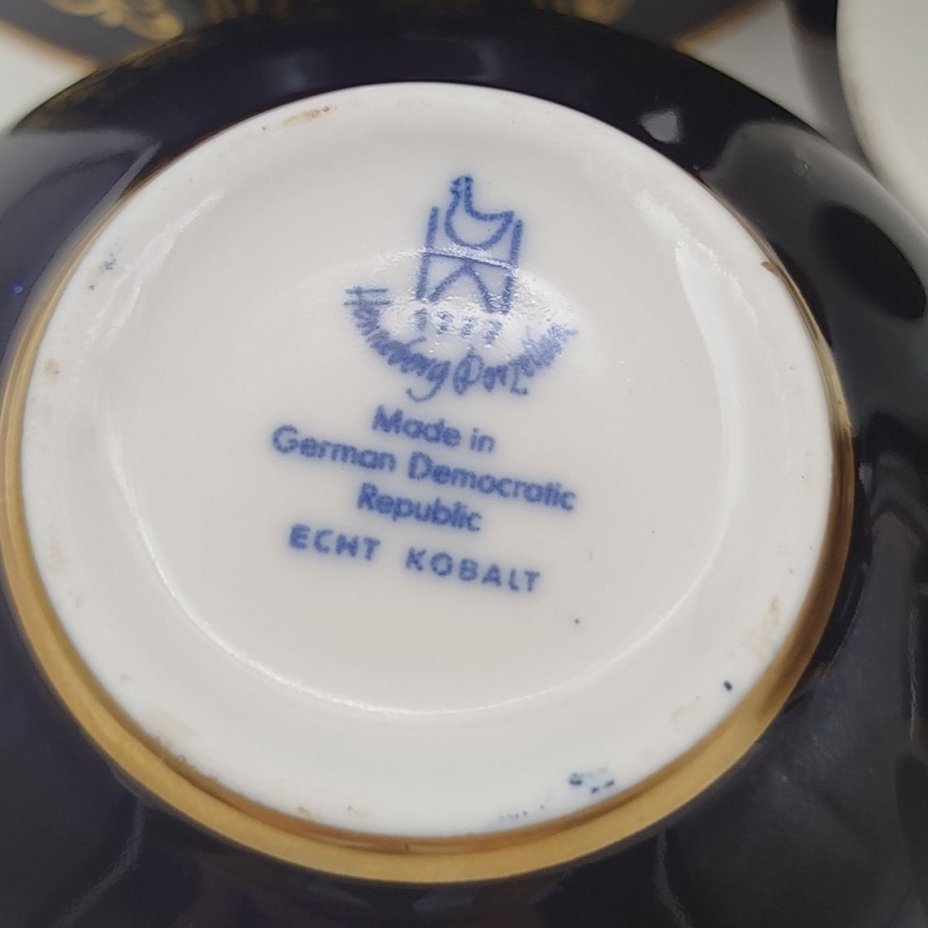 1777
Henneberg Porzellan
Made in
German Democratic
Republic
ECHT KOBALT